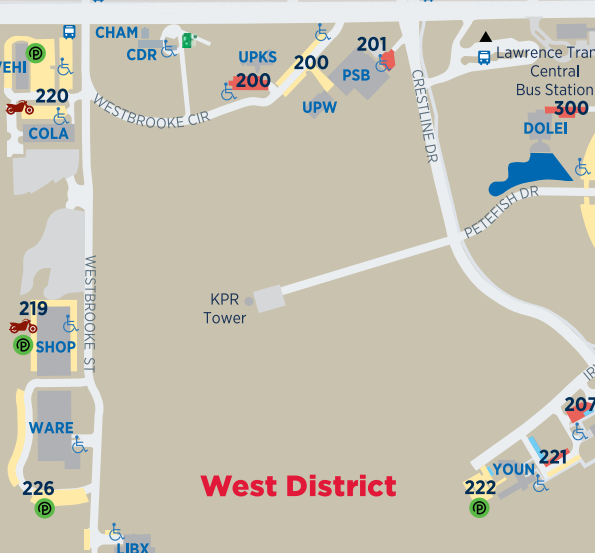 CHAM
CDR
UPKS
200
200
201
PSB
UPW
VEHI
220
COLA
WESTBROOKE CIR
CRESTLINE DR
Lawrence Tran
Central
Bus Station
300
DOLEI
PETEFISH DR
WESTBROOKE ST
KPR
Tower
219
SHOP
WARE
226
West District
207
221
YOUN
222
LIBX